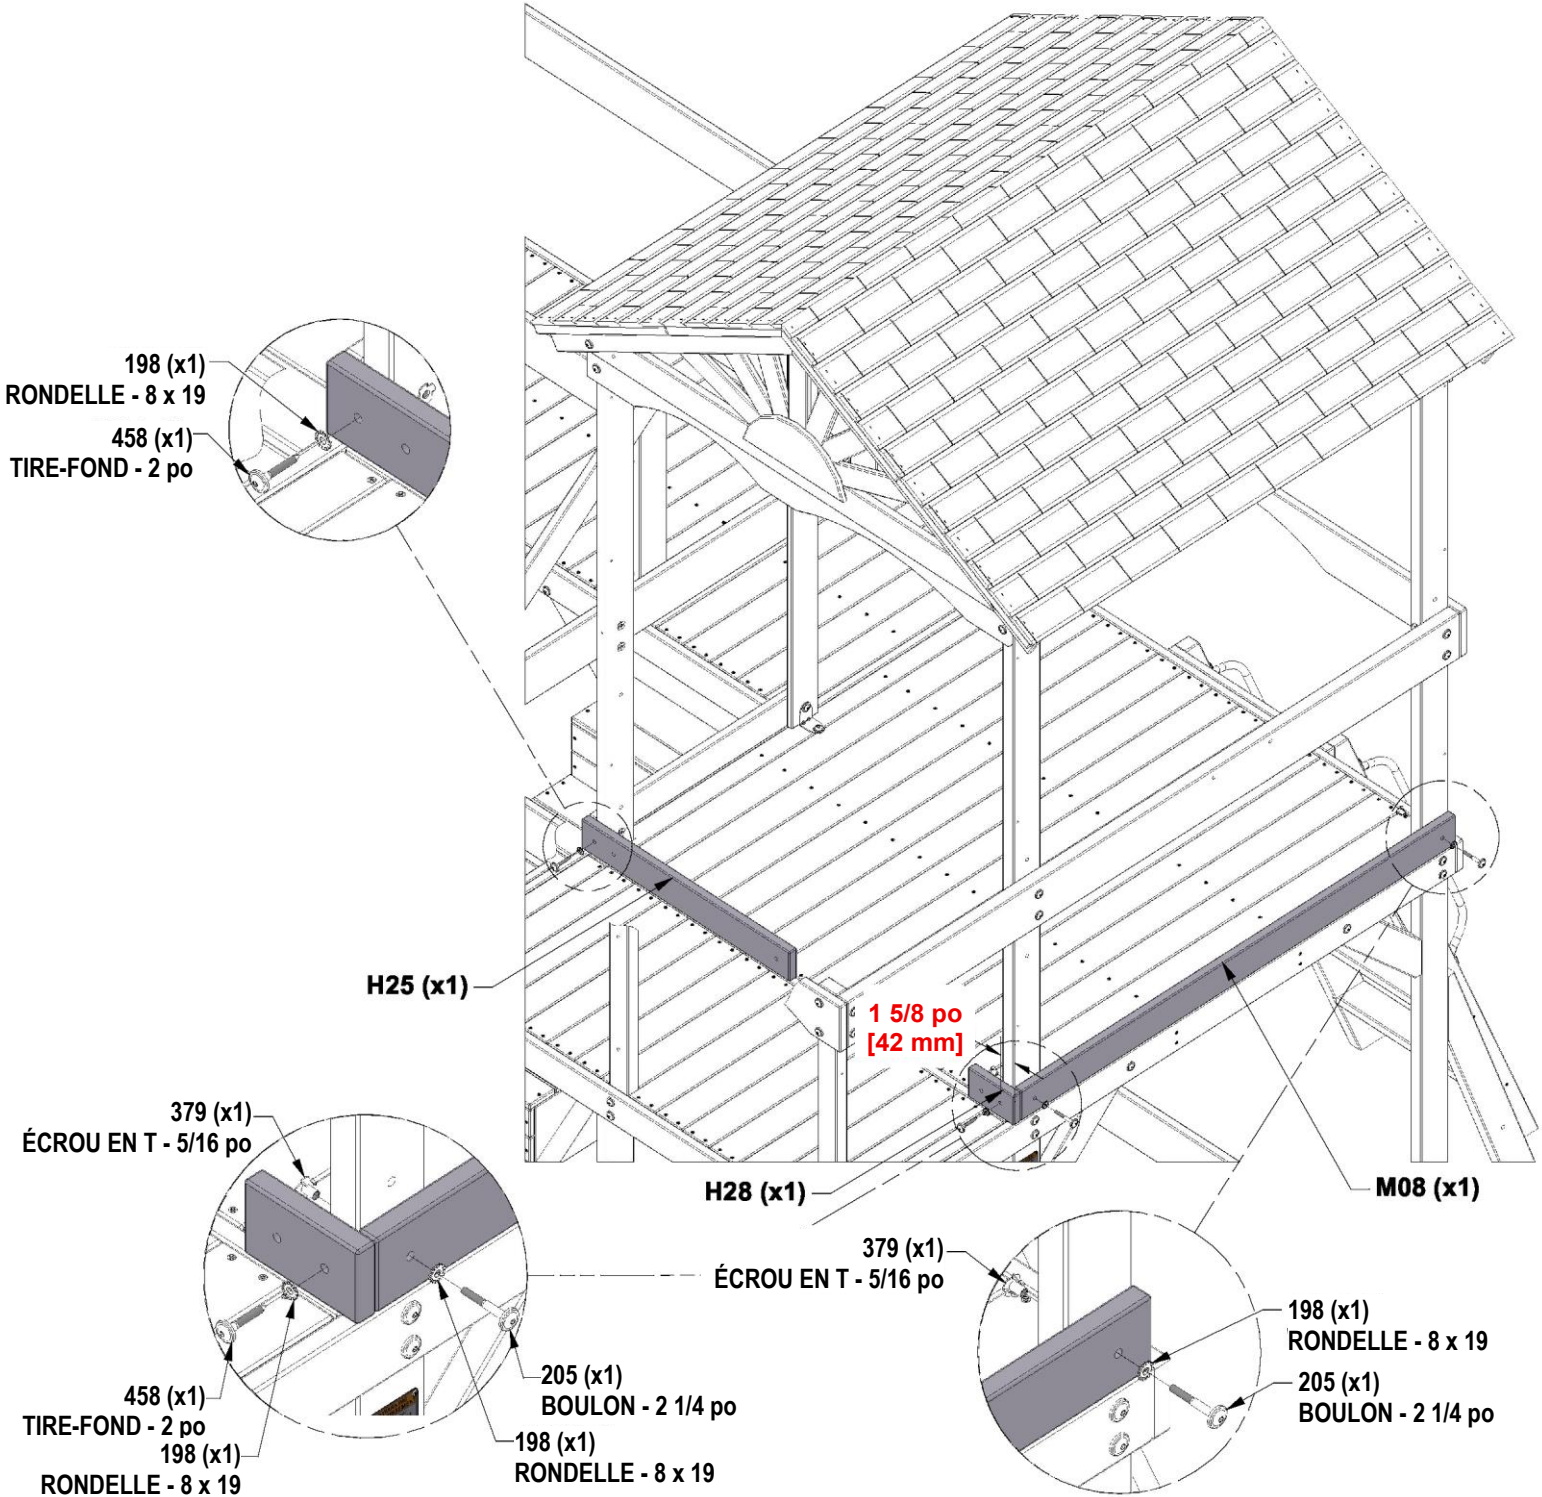 198 (x1)
RONDELLE - 8 x 19
458 (x1)
TIRE-FOND - 2 po
H25 (x1)
1 5/8 po
[42 mm]
379 (x1)
ÉCROU EN T - 5/16 po
H28 (x1)
M08 (x1)
379 (x1)
ÉCROU EN T - 5/16 po
198 (x1)
RONDELLE - 8 x 19
205 (x1)
BOULON - 2 1/4 po
205 (x1)
BOULON - 2 1/4 po
458 (x1)
TIRE-FOND - 2 po
198 (x1)
RONDELLE - 8 x 19
198 (x1)
RONDELLE - 8 x 19